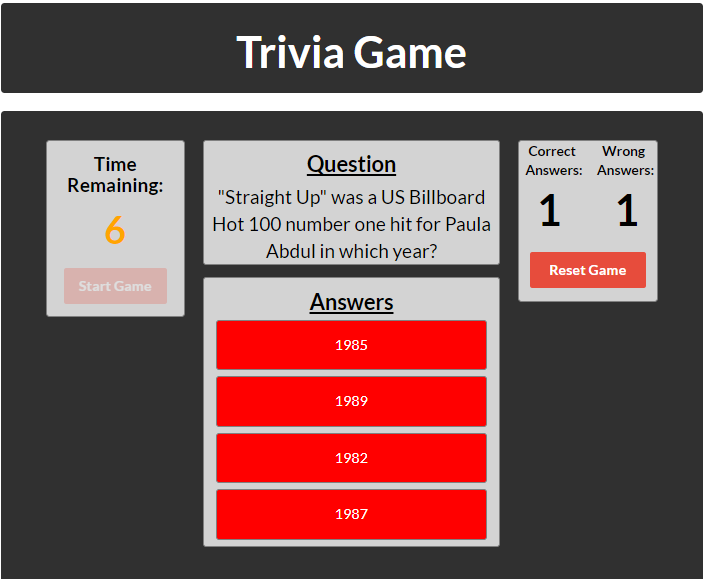 Trivia Game
Time
Remaining:
6
Start Game
Question
"Straight Up" was a US Billboard
Hot 100 number one hit for Paula
Abdul in which year?
Answers
1985
1989
1982
1987
Correct
Answers:
1
Wrong
Answers:
1
Reset Game